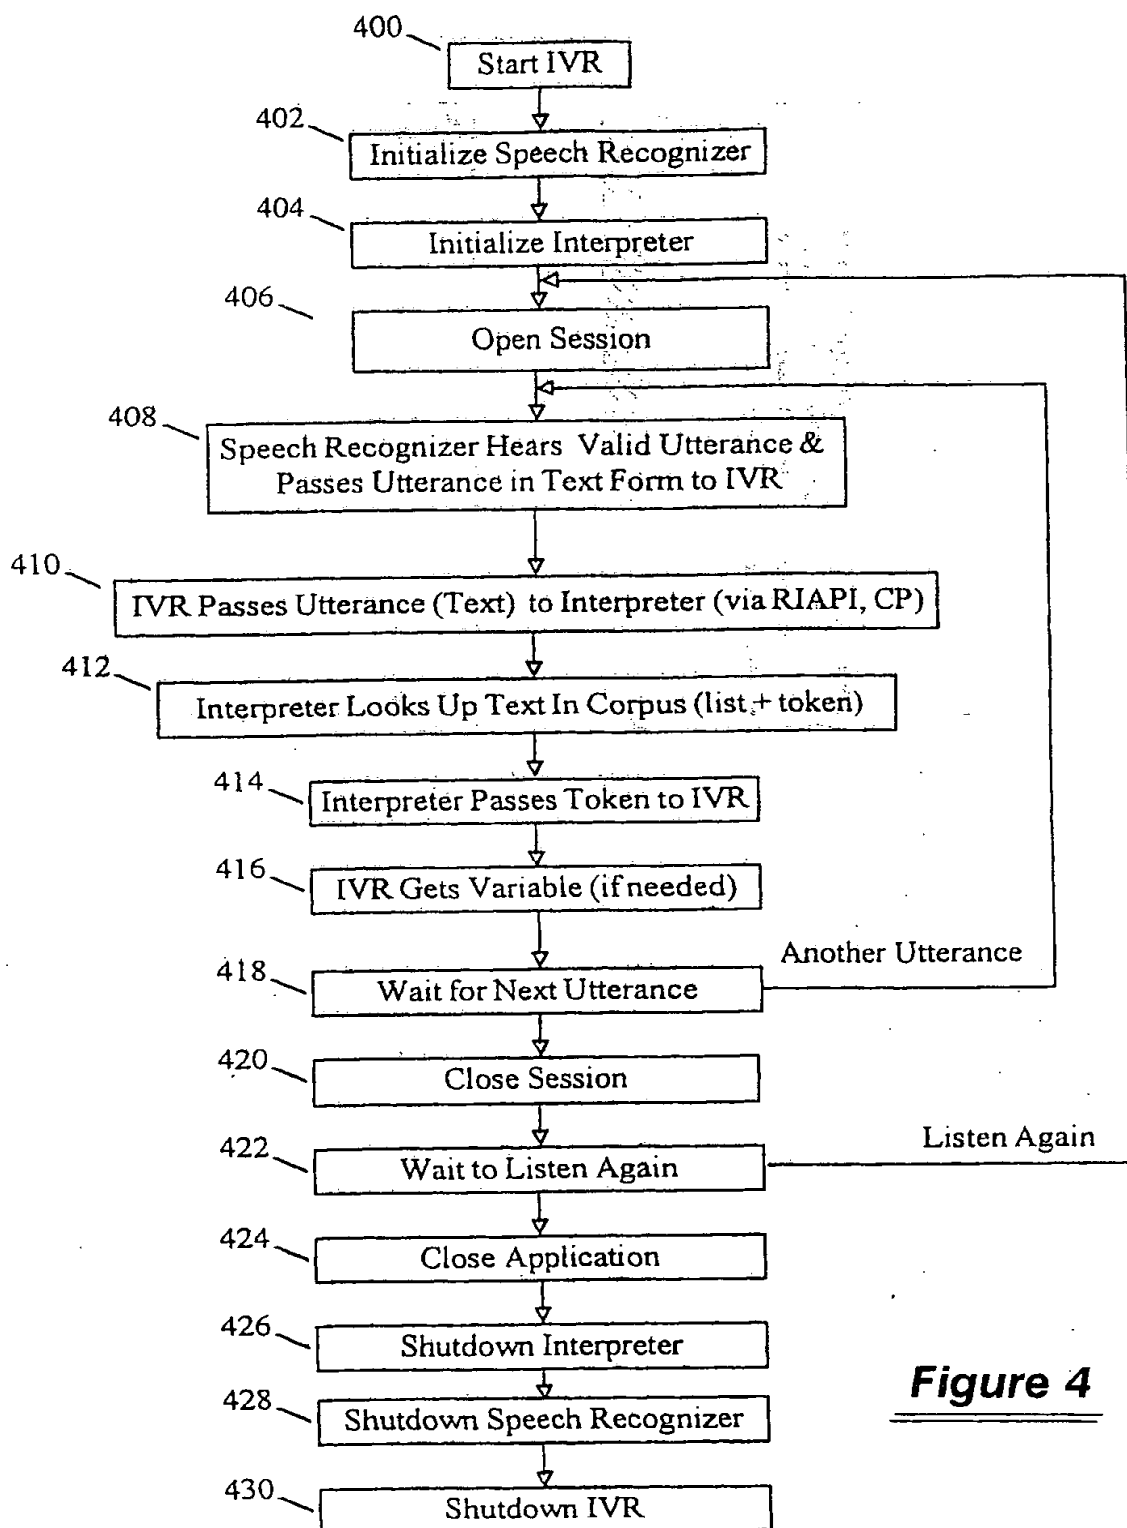 400
Start IVR
402
Initialize Speech Recognizer
404
Initialize Interpreter
406
Open Session
408
Speech Recognizer Hears Valid Utterance &
Passes Utterance in Text Form to IVR
410
IVR Passes Utterance (Text) to Interpreter (via RIAPI, CP)
412
Interpreter Looks Up Text In Corpus (list + token)
414
Interpreter Passes Token to IVR
416
IVR Gets Variable (if needed)
Another Utterance
418
Wait for Next Utterance
420
Close Session
Listen Again
422
Wait to Listen Again
424
Close Application
426
Shutdown Interpreter
Figure 4
428
Shutdown Speech Recognizer
430
Shutdown IVR